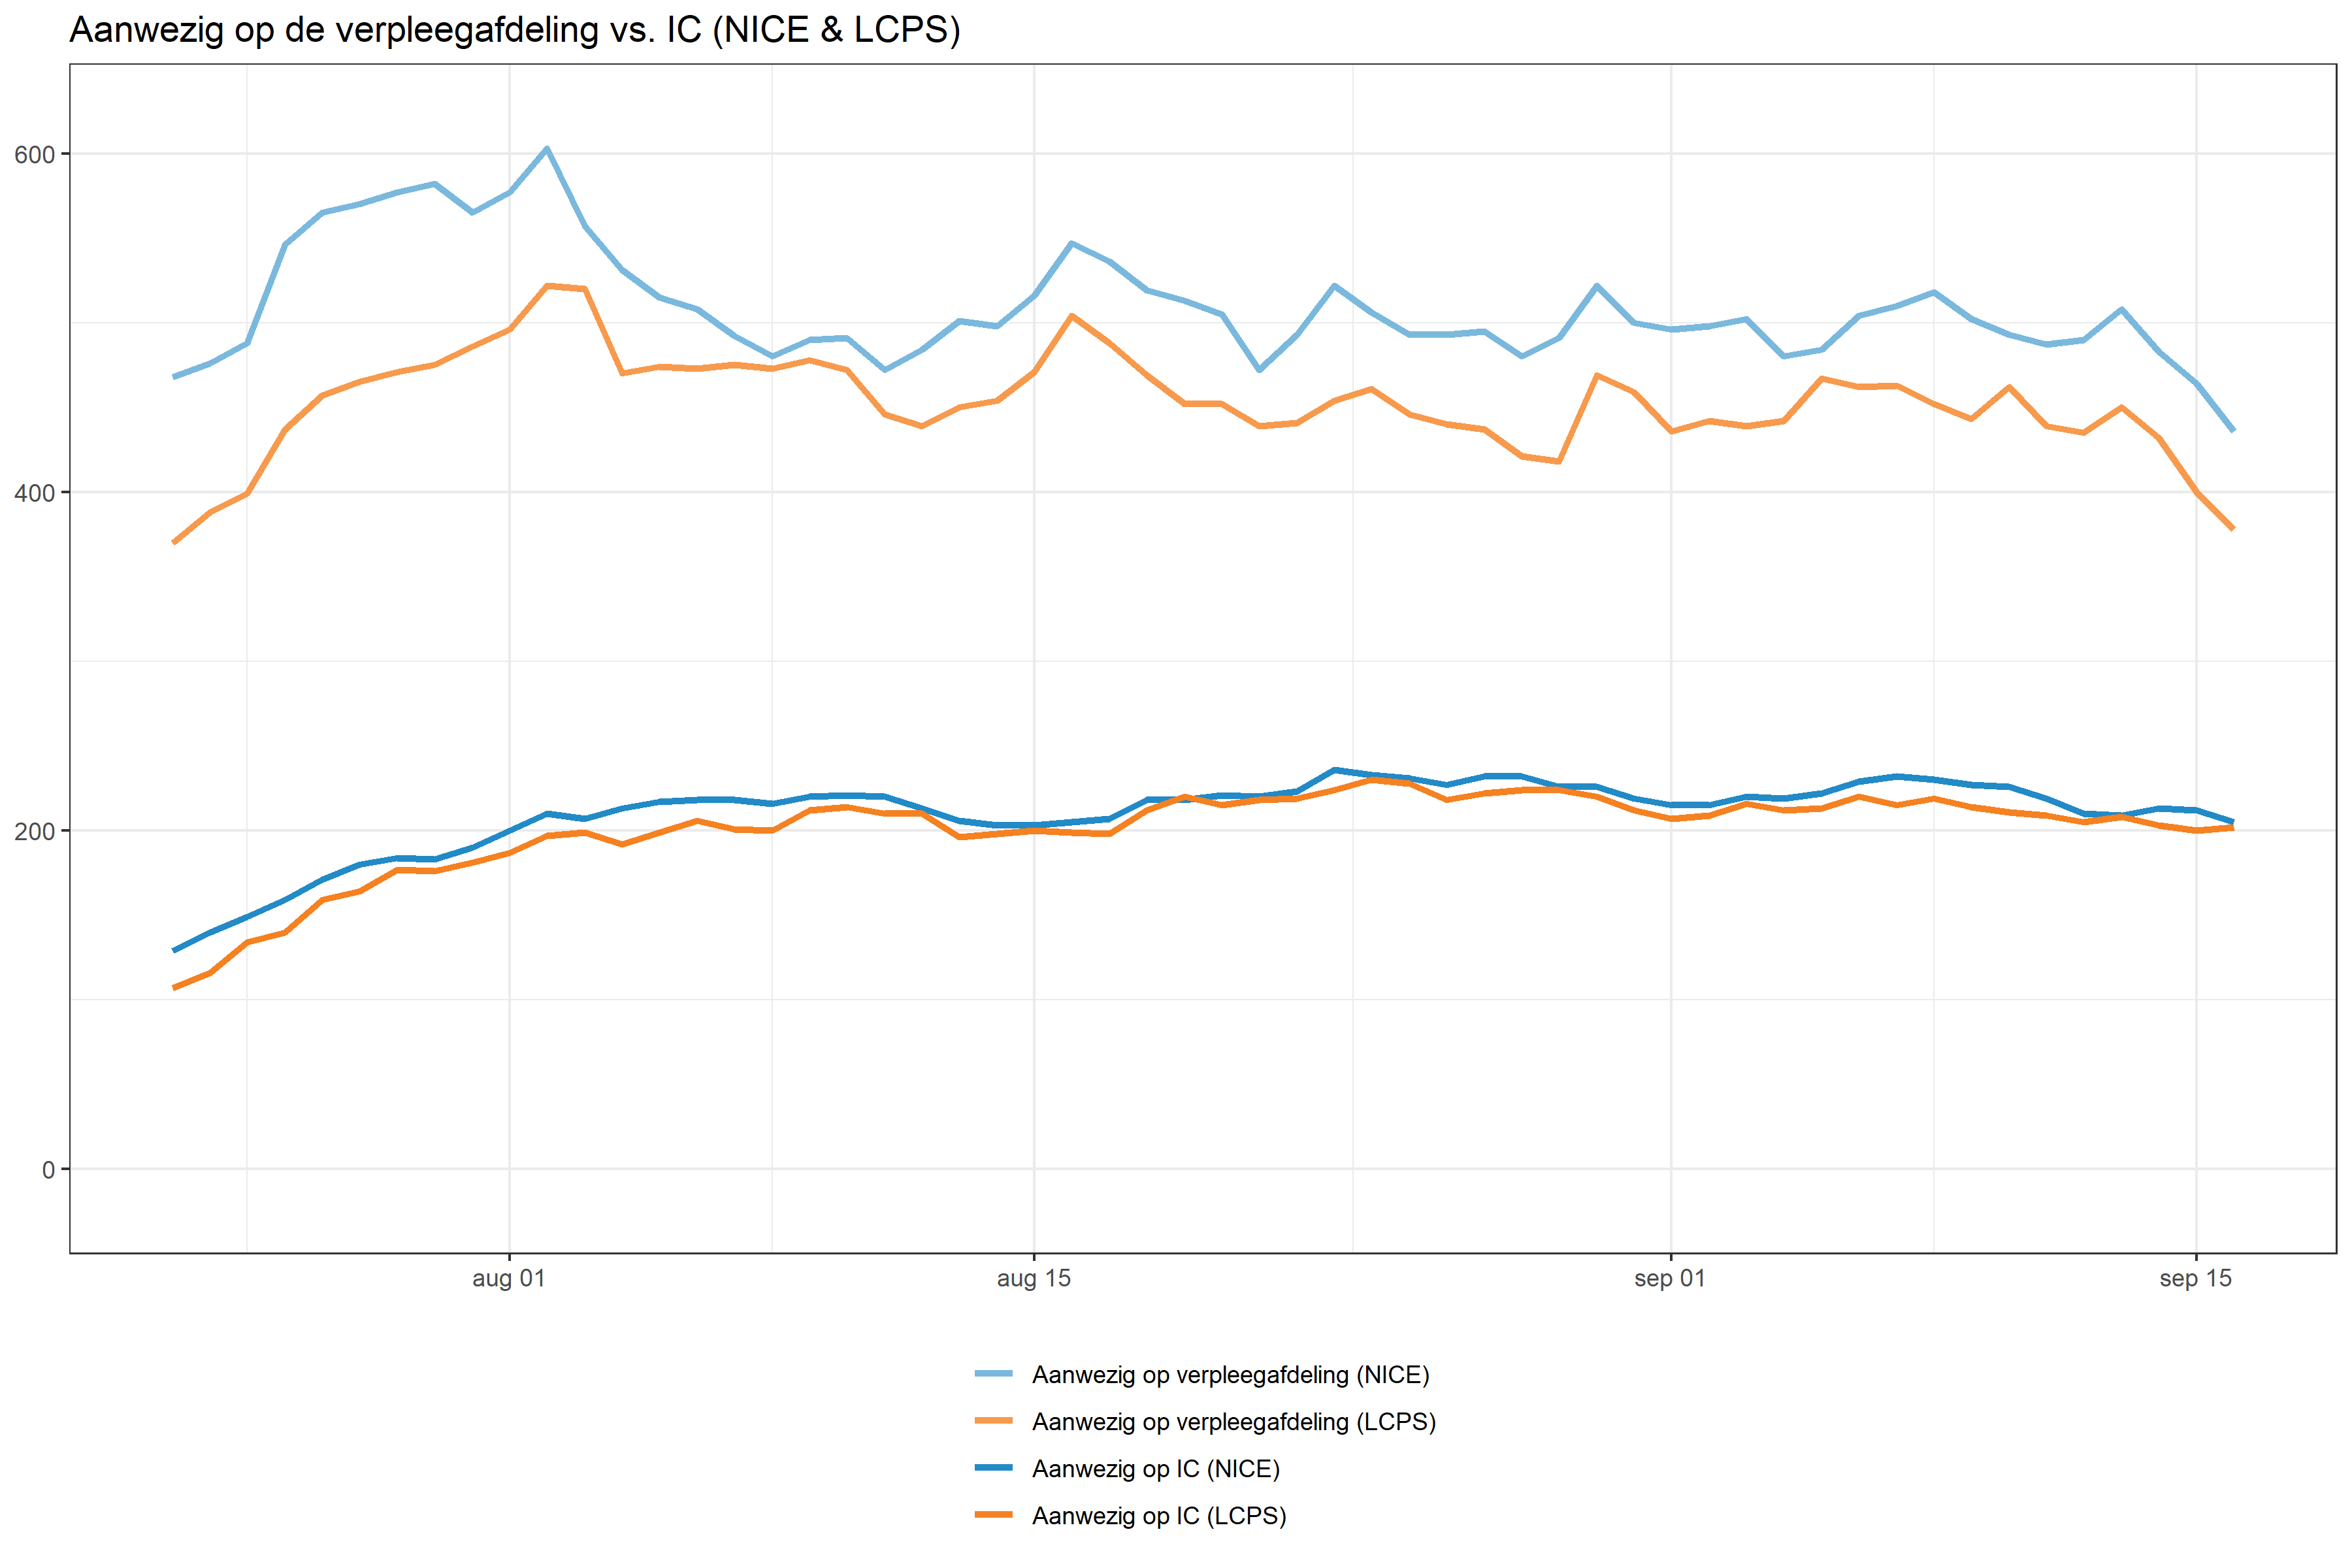 Aanwezig op de verpleegafdeling vs. IC (NICE & LCPS)
600
400
200
0
aug 01 aug 15 sep 01 sep 15
Aanwezig op verpleegafdeling (NICE)
Aanwezig op verpleegafdeling (LCPS)
Aanwezig op IC (NICE)
Aanwezig op IC (LCPS)